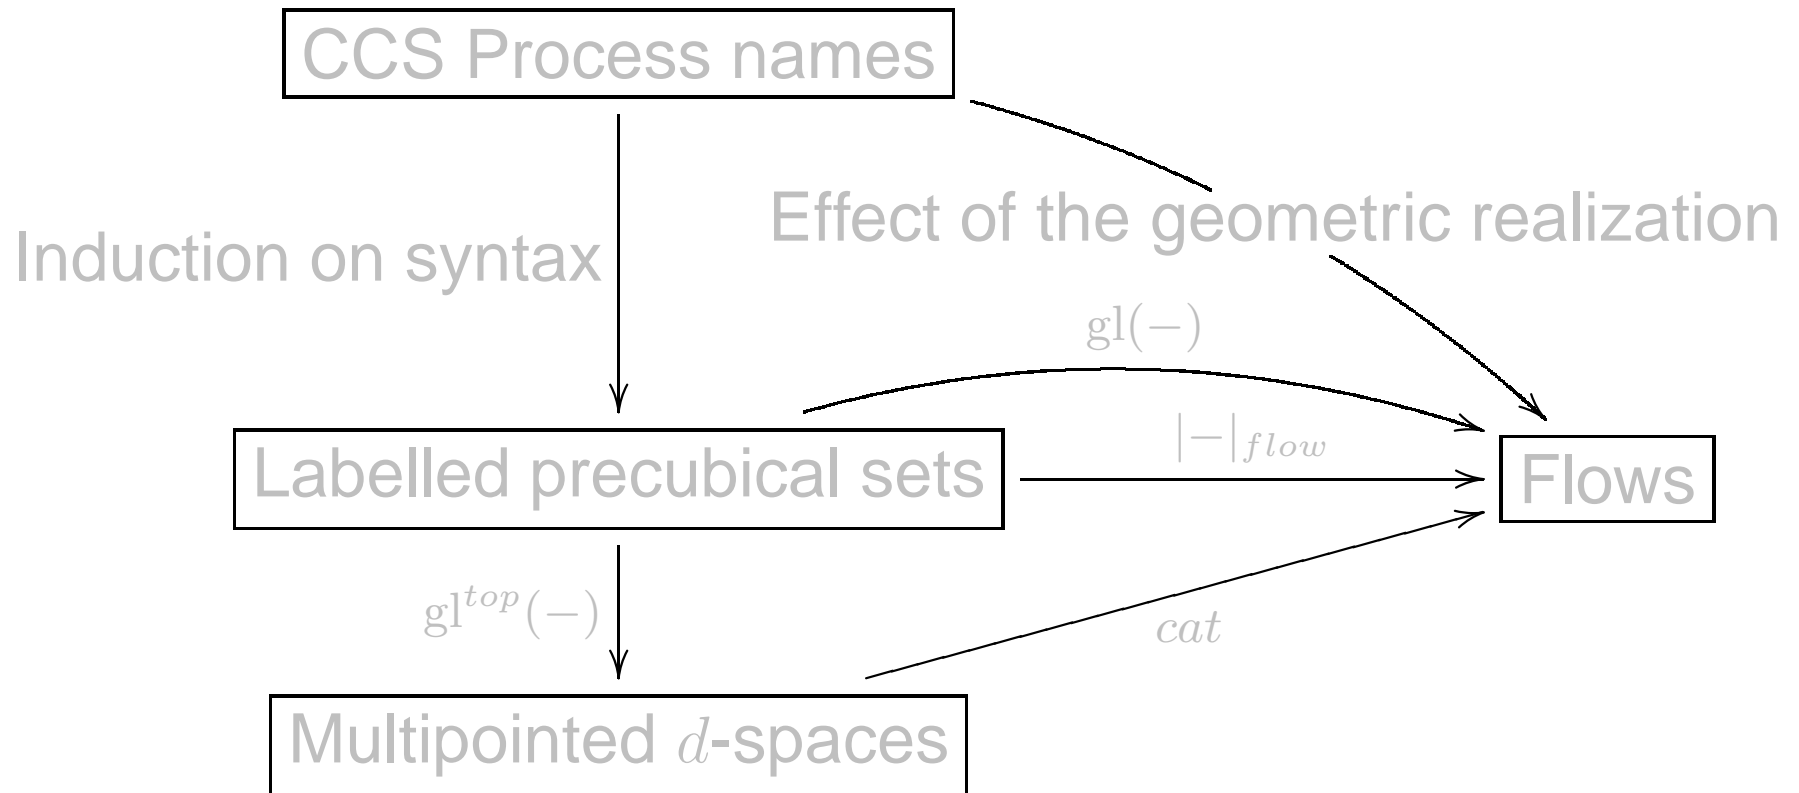 CCS Process names
Effect of the geometric realization
Induction on syntax
gl(−)
|−|flow
Labelled precubical sets
Flows
gl^top(−)
cat
Multipointed d-spaces